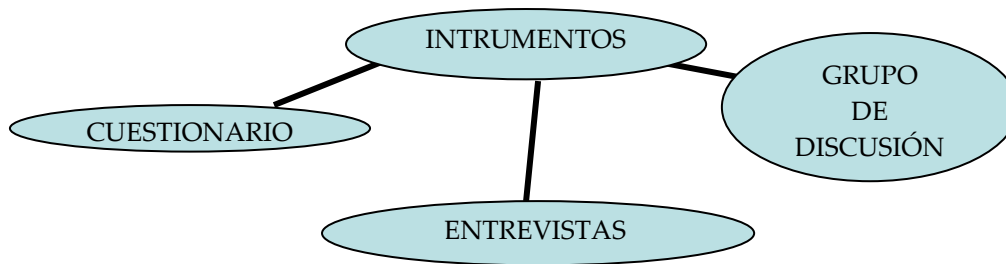 INTRUMENTOS
CUESTIONARIO
GRUPO
DE
DISCUSIÓN
ENTREVISTAS